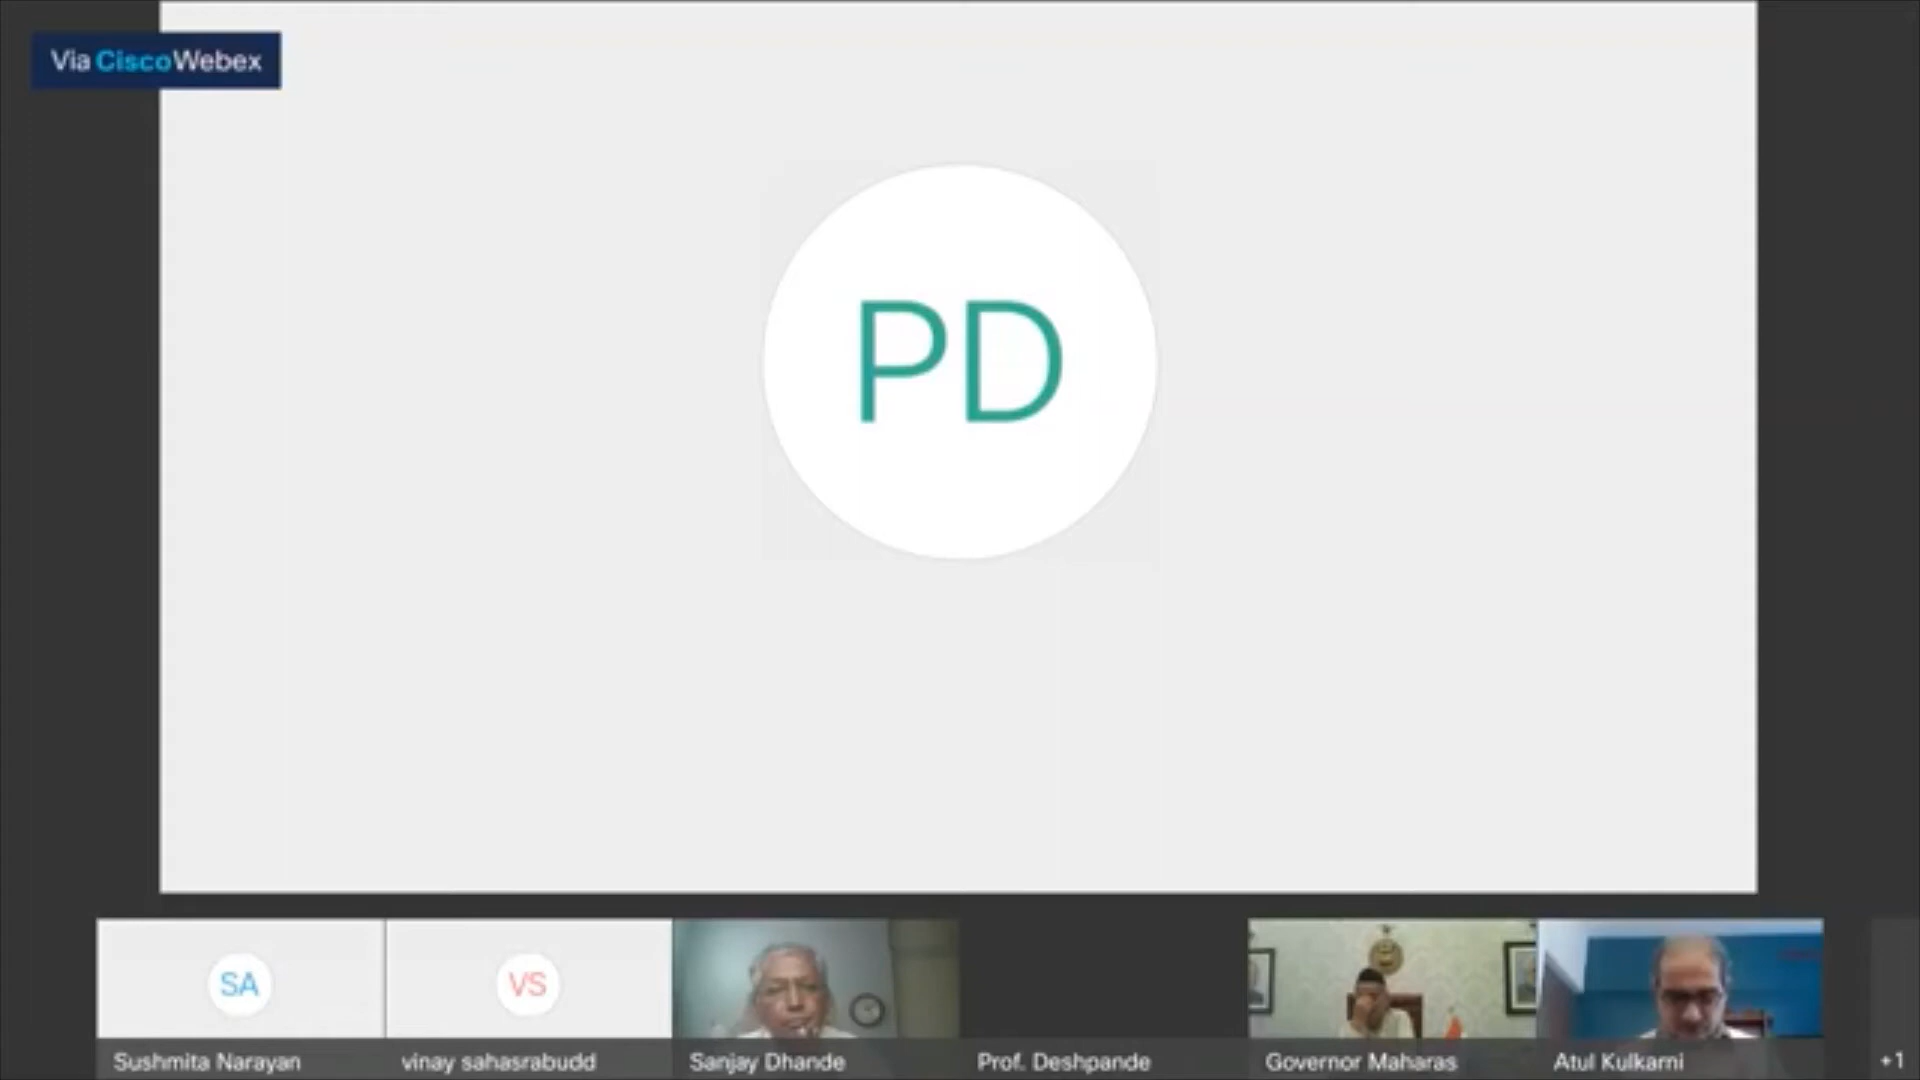 Via CiscoWebex
PD
SA
VS
Sushmita Narayan
vinay sahasrabudd
Sanjay Dhande
Prof. Deshpande
Governor Maharas
Atul Kulkarni
+1